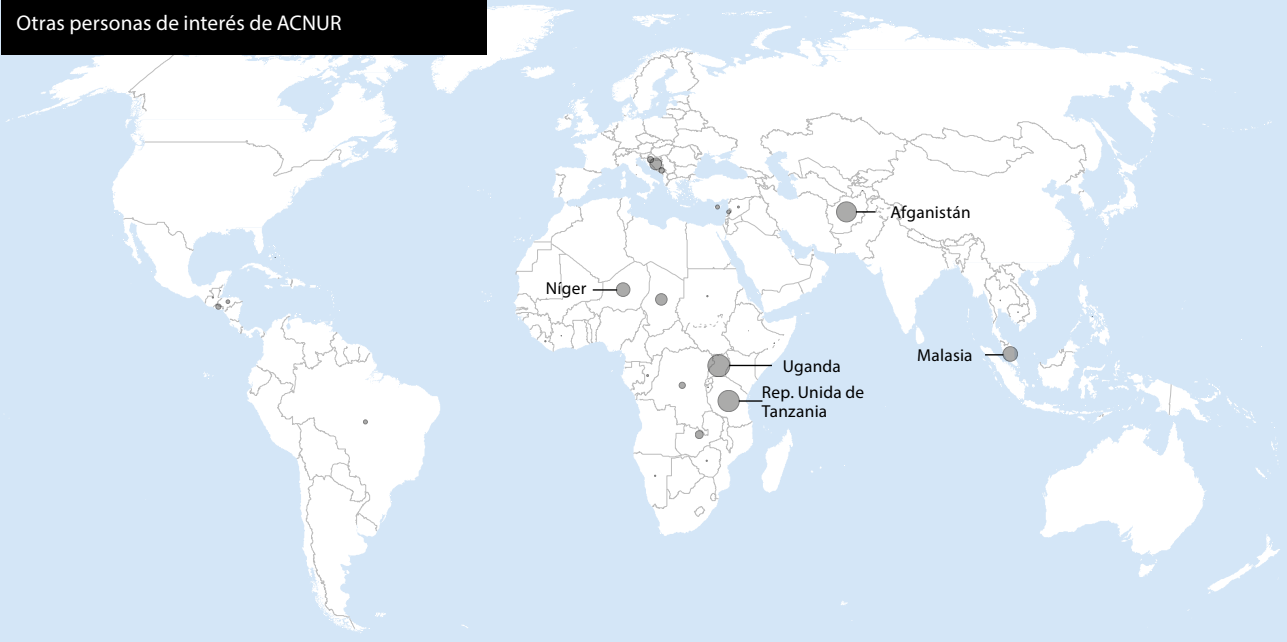 Otras personas de interés de ACNUR
Afganistán
Níger
Malasia
Uganda
Rep. Unida de
Tanzania